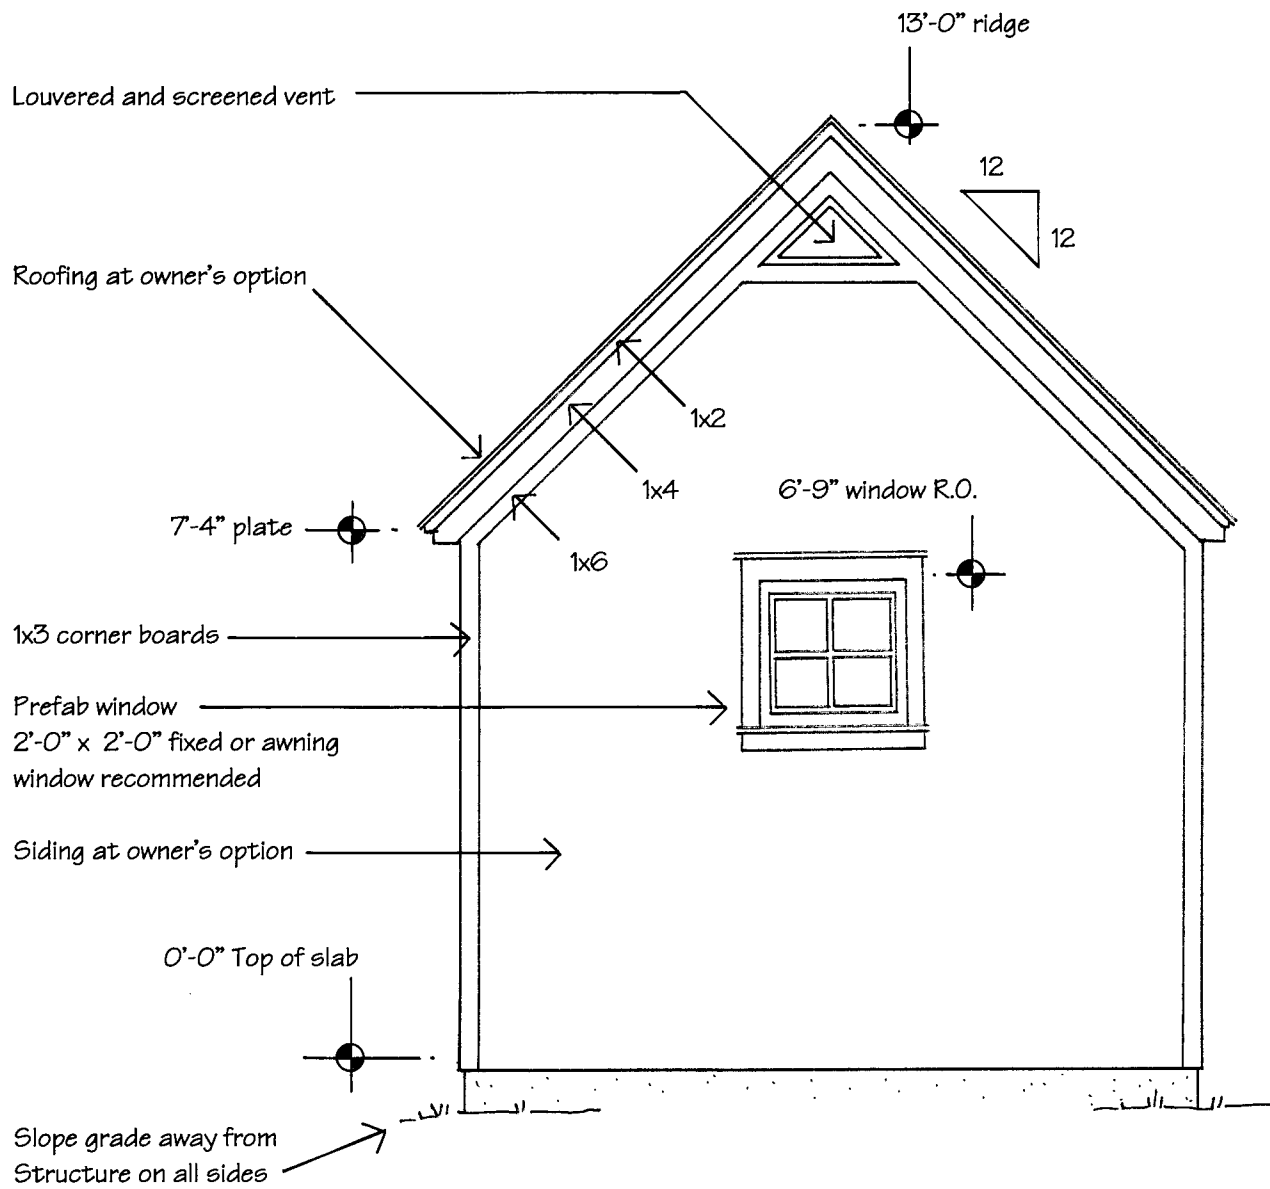 13'-0" ridge
Louvered and screened vent
12
12
Roofing at owner's option
1x2
1x4
6'-9" window R.O.
7'-4" plate
1x6
1x3 corner boards
Prefab window
2'-0" x 2'-0" fixed or awning
window recommended
Siding at owner's option
0'-0" Top of slab
Slope grade away from
Structure on all sides